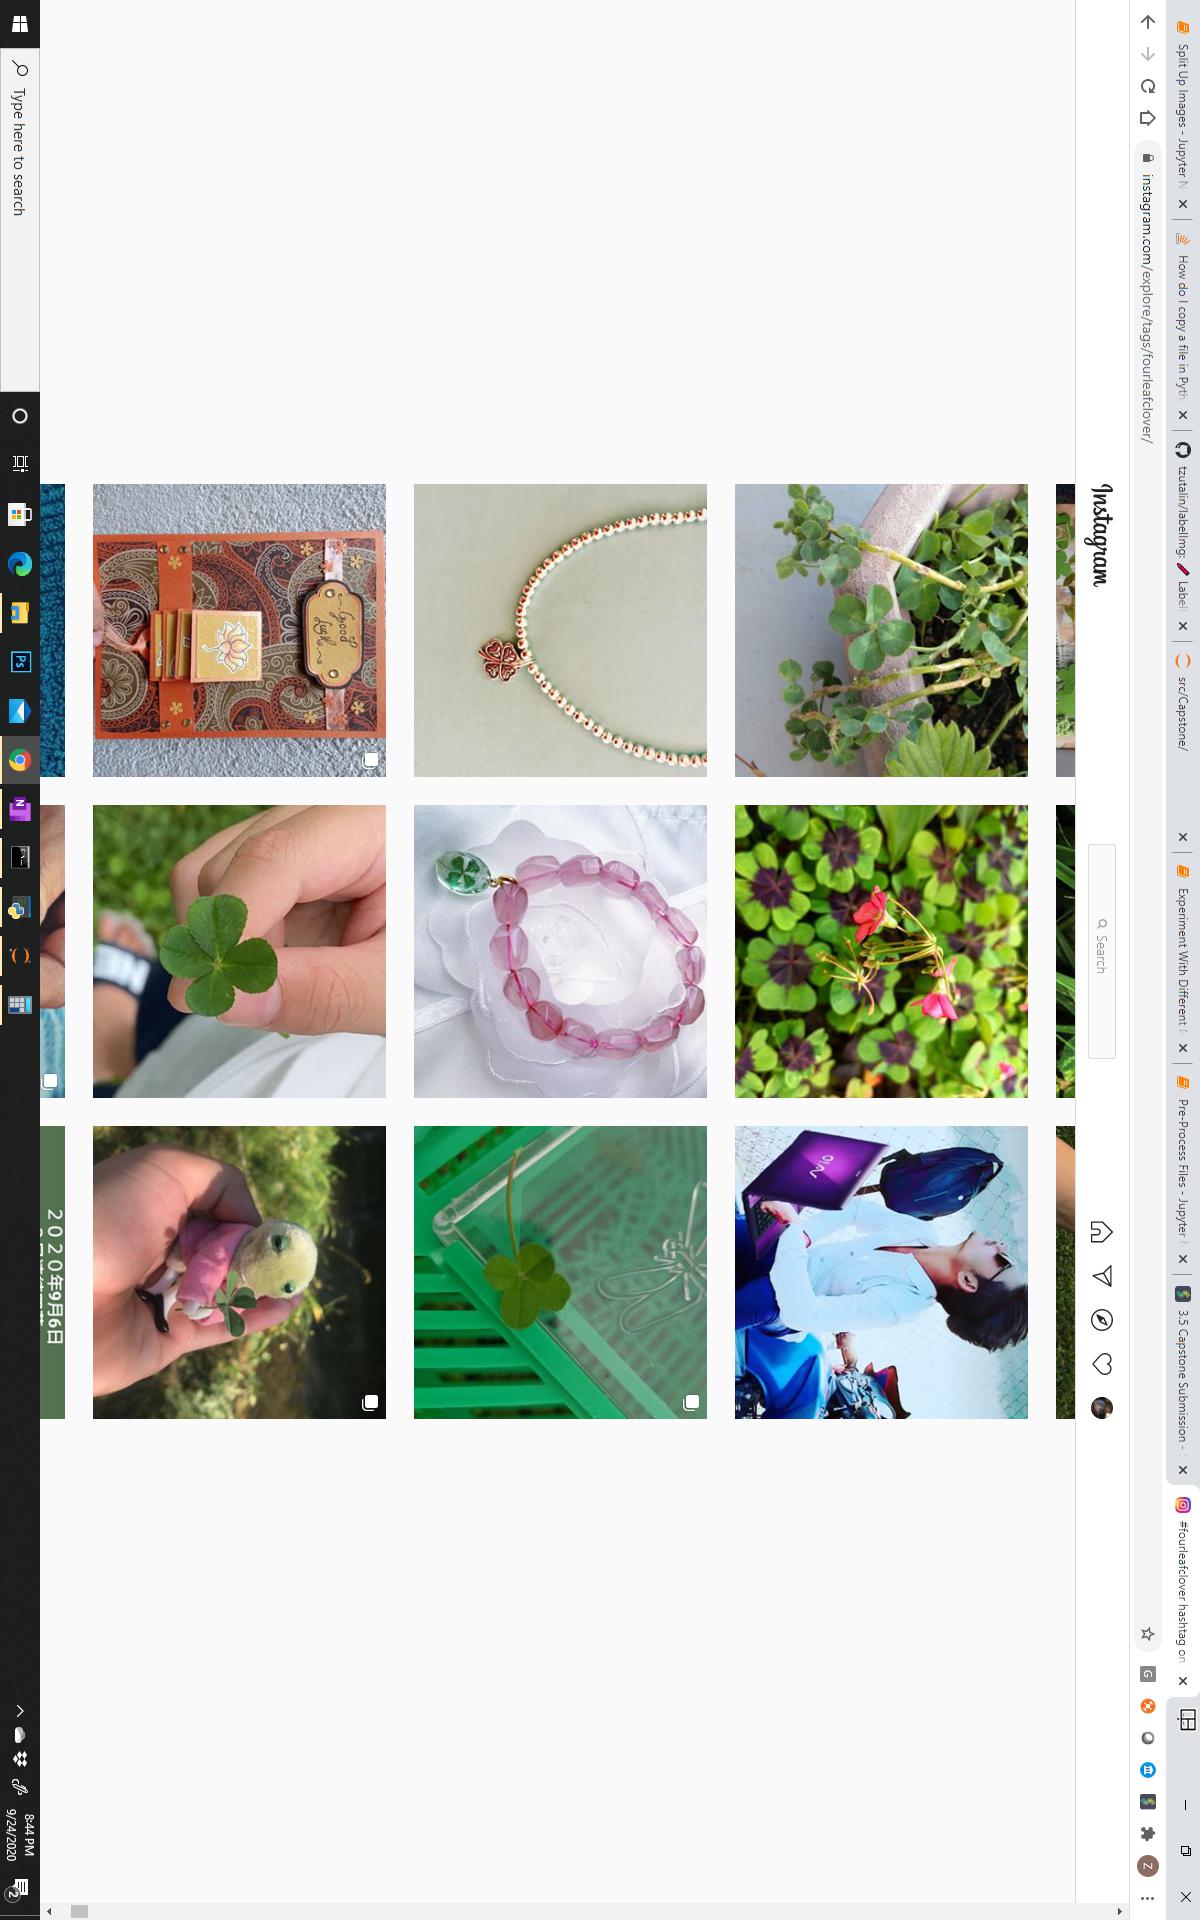 Split Up Images - Jupyter N
How do I copy a file in Pyth
tzutalin/labelImg: Label
src/Capstone/
Experiment With Different
Pre-Process Files - Jupyter
3.5 Capstone Submission -
#fourleafclover hashtag on
instagram.com/explore/tags/fourleafclover/
G
Z
Instagram
Search
VAIO
Good
Luck
2020年9月6日
Type here to search
Ps
N
8:44 PM
9/24/2020
2